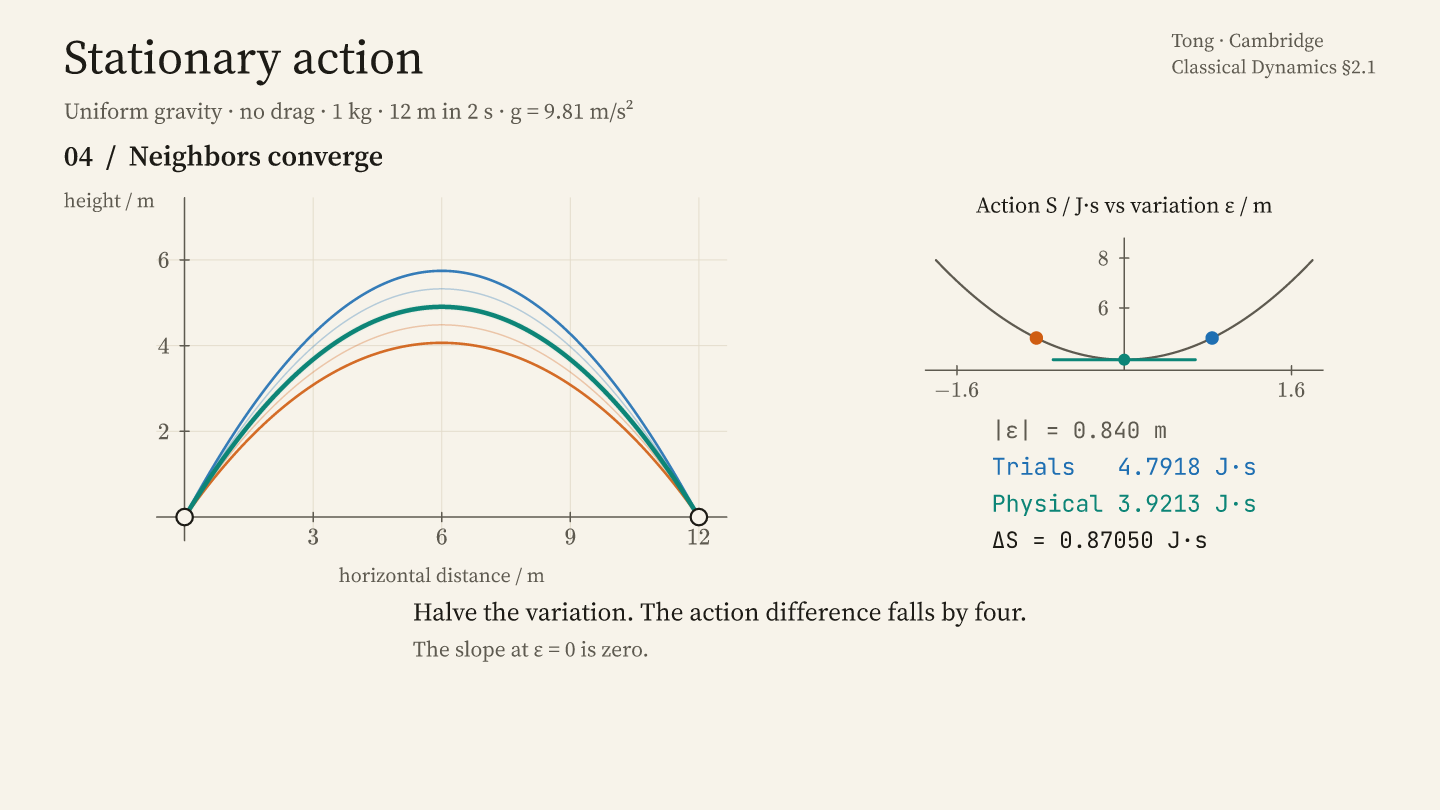 Stationary action
Tong · Cambridge
Classical Dynamics §2.1
Uniform gravity · no drag · 1 kg · 12 m in 2 s · g = 9.81 m/s²
04 / Neighbors converge
height / m
6
4
2
3
6
9
12
horizontal distance / m
Action S / J·s vs variation ε / m
8
6
−1.6
1.6
|ε| = 0.840 m
Trials 4.7918 J·s
Physical 3.9213 J·s
ΔS = 0.87050 J·s
Halve the variation. The action difference falls by four.
The slope at ε = 0 is zero.